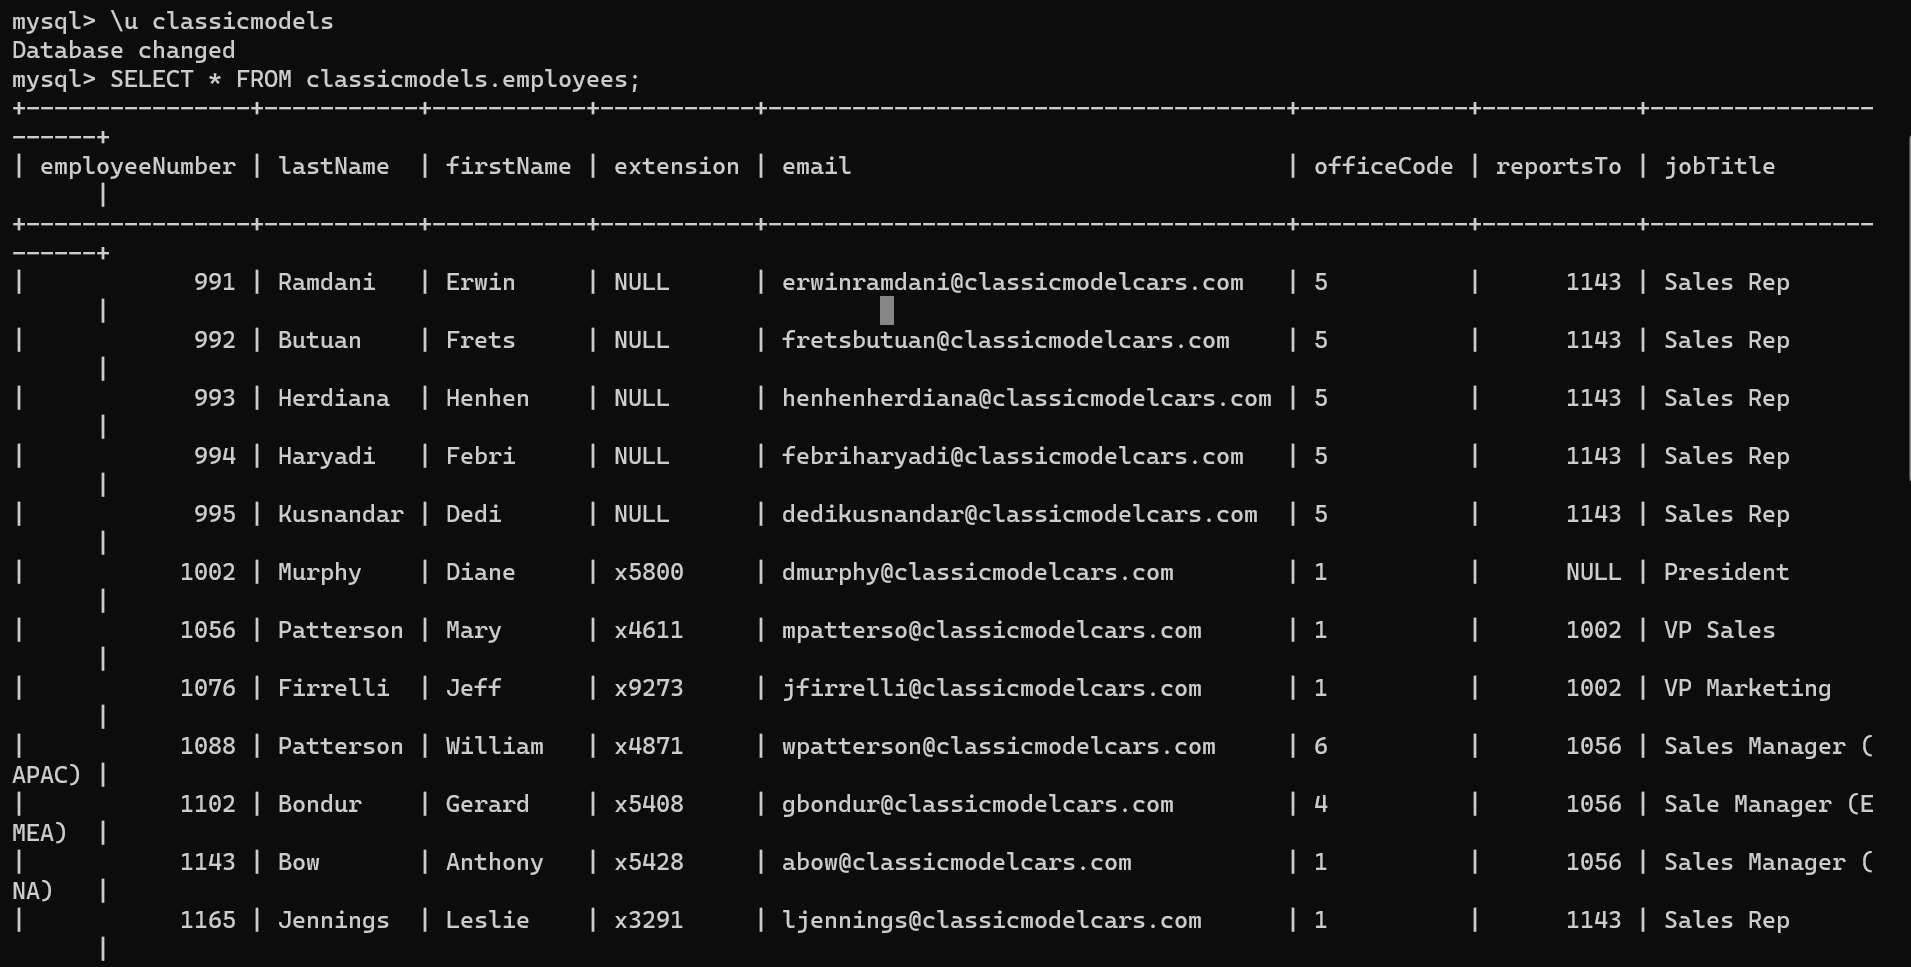 mysql> \u classicmodels
Database changed
mysql> SELECT * FROM classicmodels.employees;
+----------------+-----------+-----------+-----------+-------------------------------------+------------+-----------+----------------
------+
| employeeNumber | lastName  | firstName | extension | email                               | officeCode | reportsTo | jobTitle
      |
+----------------+-----------+-----------+-----------+-------------------------------------+------------+-----------+----------------
------+
|            991 | Ramdani   | Erwin     | NULL      | erwinramdani@classicmodelcars.com   | 5          |      1143 | Sales Rep
      |
|            992 | Butuan    | Frets     | NULL      | fretsbutuan@classicmodelcars.com    | 5          |      1143 | Sales Rep
      |
|            993 | Herdiana  | Henhen    | NULL      | henhenherdiana@classicmodelcars.com | 5          |      1143 | Sales Rep
      |
|            994 | Haryadi   | Febri     | NULL      | febriharyadi@classicmodelcars.com   | 5          |      1143 | Sales Rep
      |
|            995 | Kusnandar | Dedi      | NULL      | dedikusnandar@classicmodelcars.com  | 5          |      1143 | Sales Rep
      |
|           1002 | Murphy    | Diane     | x5800     | dmurphy@classicmodelcars.com        | 1          |      NULL | President
      |
|           1056 | Patterson | Mary      | x4611     | mpatterso@classicmodelcars.com      | 1          |      1002 | VP Sales
      |
|           1076 | Firrelli  | Jeff      | x9273     | jfirrelli@classicmodelcars.com      | 1          |      1002 | VP Marketing
      |
|           1088 | Patterson | William   | x4871     | wpatterson@classicmodelcars.com     | 6          |      1056 | Sales Manager (
APAC) |
|           1102 | Bondur    | Gerard    | x5408     | gbondur@classicmodelcars.com        | 4          |      1056 | Sale Manager (E
MEA)  |
|           1143 | Bow       | Anthony   | x5428     | abow@classicmodelcars.com           | 1          |      1056 | Sales Manager (
NA)   |
|           1165 | Jennings  | Leslie    | x3291     | ljennings@classicmodelcars.com      | 1          |      1143 | Sales Rep
      |